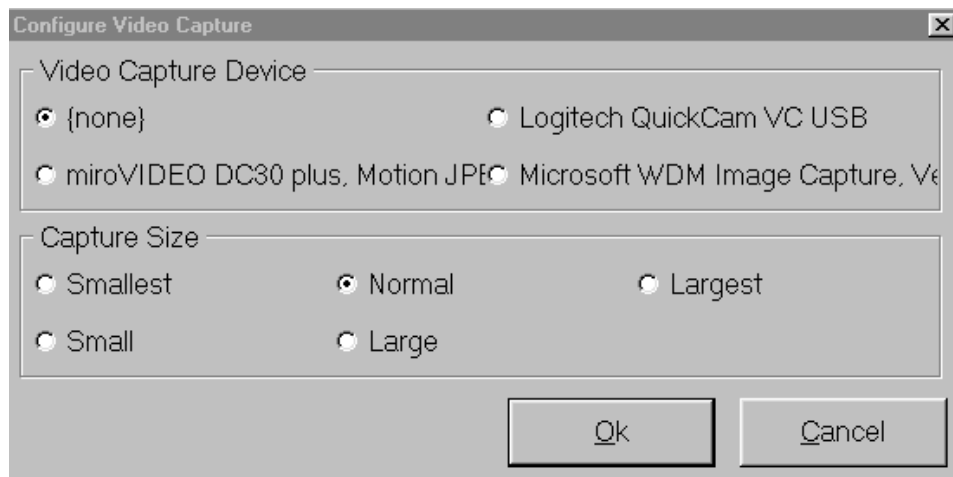 Configure Video Capture
Video Capture Device
{none}
Logitech QuickCam VC USB
miroVIDEO DC30 plus, Motion JPE
Microsoft WDM Image Capture, Ve
Capture Size
Smallest
Normal
Largest
Small
Large
Ok
Cancel